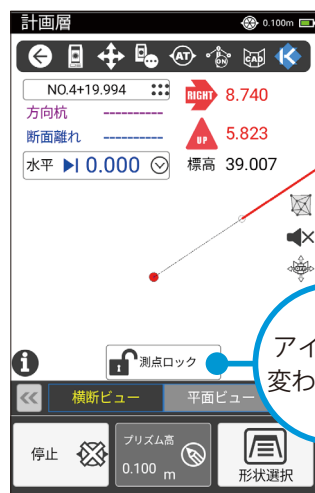 計画層
0.100m
AT
ON
CAD
NO.4+19.994
RIGHT
8.740
方向杭 ----------
断面離れ ----------
UP
5.823
水平 0.000
標高 39.007
測点ロック
アイ
変わ
横断ビュー
平面ビュー
停止
プリズム高
0.100 m
形状選択